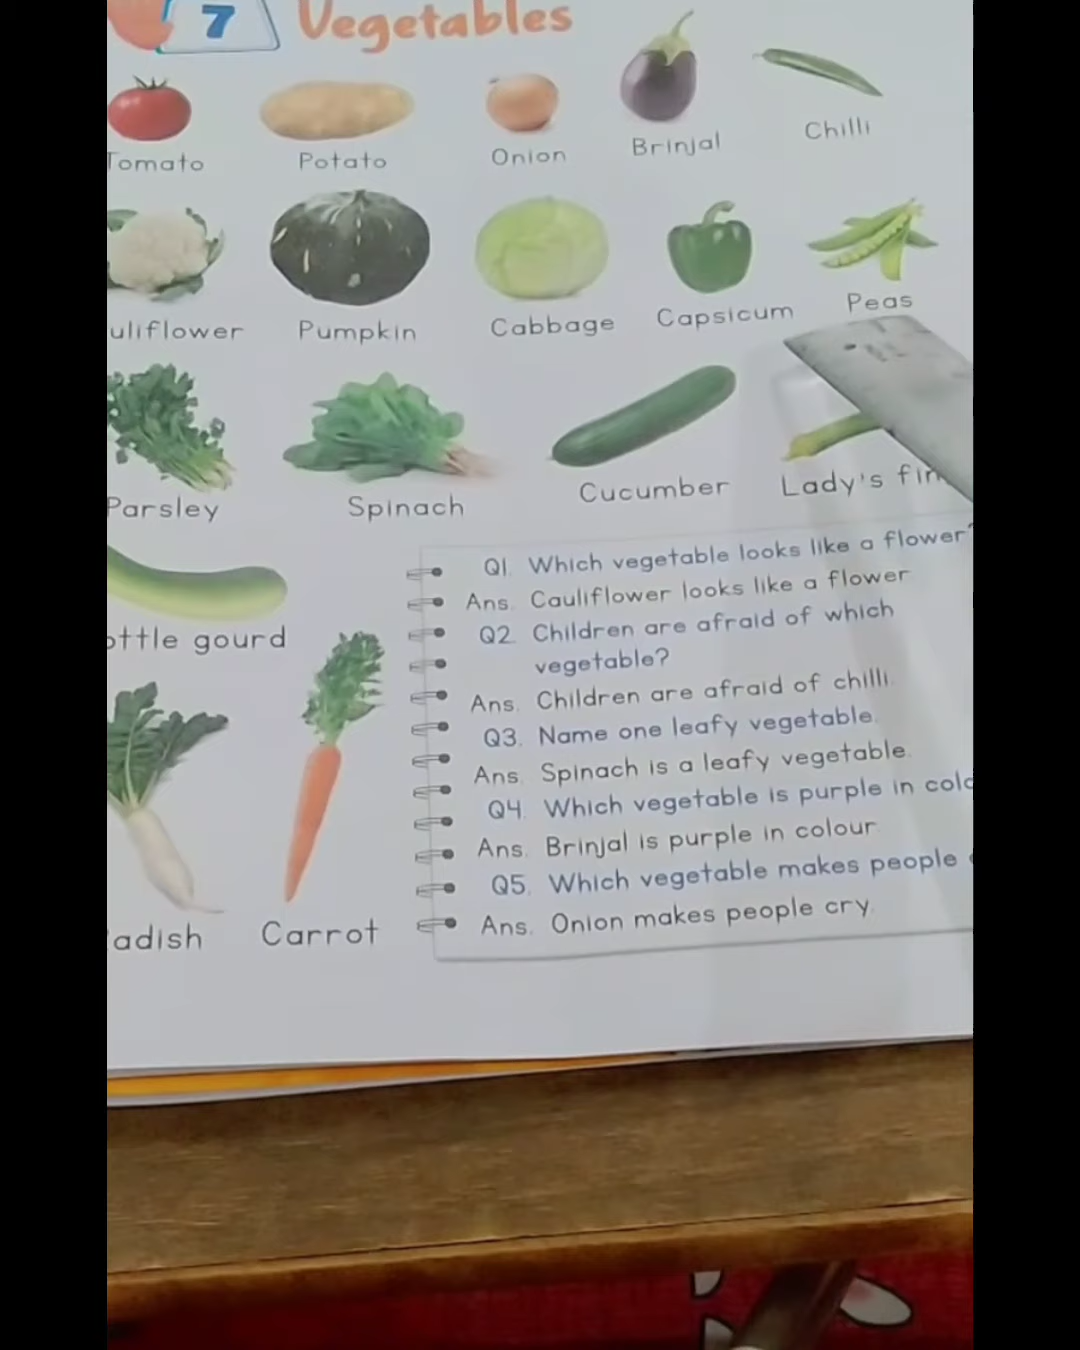 7 Vegetables
Tomato Potato Onion Brinjal Chilli
uliflower Pumpkin Cabbage Capsicum Peas
Parsley Spinach Cucumber Lady's fin
ottle gourd
adish Carrot
Q1. Which vegetable looks like a flower?
Ans. Cauliflower looks like a flower
Q2. Children are afraid of which
vegetable?
Ans. Children are afraid of chilli.
Q3. Name one leafy vegetable.
Ans. Spinach is a leafy vegetable.
Q4. Which vegetable is purple in colo
Ans. Brinjal is purple in colour
Q5. Which vegetable makes people
Ans. Onion makes people cry.